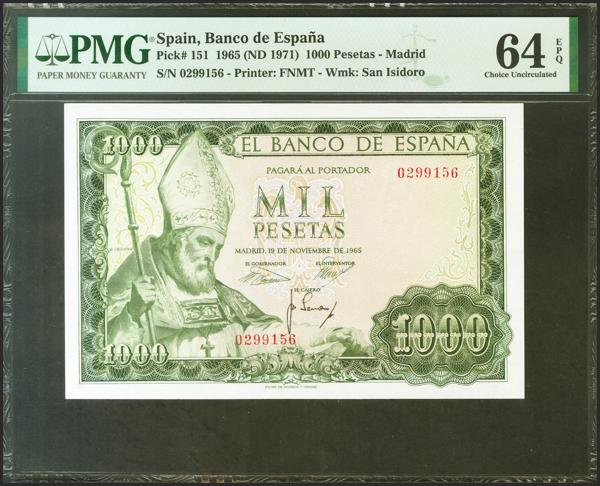 PMG
PAPER MONEY GUARANTY
Spain, Banco de España
Pick# 151 1965 (ND 1971) 1000 Pesetas - Madrid
S/N 0299156 - Printer: FNMT - Wmk: San Isidoro
64 EPQ
Choice Uncirculated
1000
EL BANCO DE ESPAÑA
PAGARÁ AL PORTADOR
0299156
MIL
PESETAS
MADRID, 19 DE NOVIEMBRE DE 1965
EL GOBERNADOR
EL INTERVENTOR
EL CAJERO
0299156
1000
1000